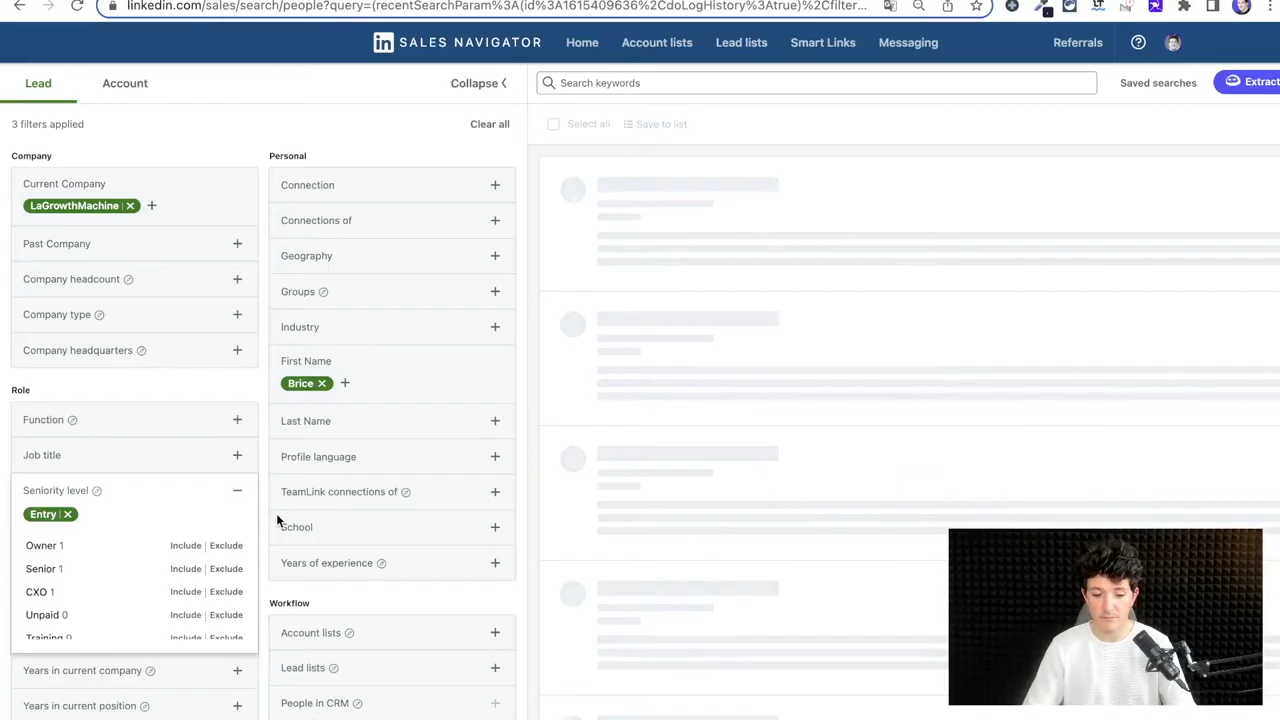 linkedin.com/sales/search/people?query=(recentSearchParam%3A(id%3A1615409636%2CdoLogHistory%3Atrue)%2Cfilter...
in SALES NAVIGATOR
Home
Account lists
Lead lists
Smart Links
Messaging
Referrals
Lead
Account
Collapse
Search keywords
Saved searches
Extract
3 filters applied
Clear all
Select all
Save to list
Company
Current Company
LaGrowthMachine
Past Company
Company headcount
Company type
Company headquarters
Role
Function
Job title
Seniority level
Entry
Owner 1 Include | Exclude
Senior 1 Include | Exclude
CXO 1 Include | Exclude
Unpaid 0 Include | Exclude
Training 0 Include | Exclude
Years in current company
Years in current position
Personal
Connection
Connections of
Geography
Groups
Industry
First Name
Brice
Last Name
Profile language
TeamLink connections of
School
Years of experience
Workflow
Account lists
Lead lists
People in CRM